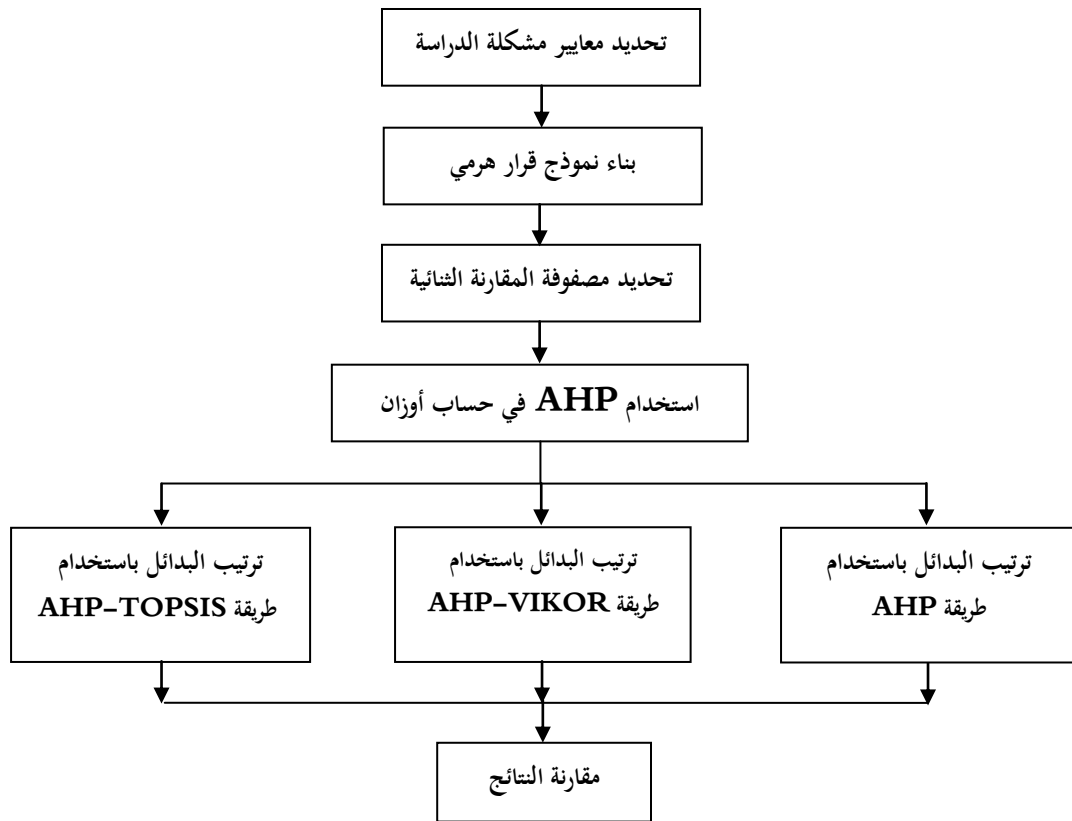 تحديد معايير مشكلة الدراسة
بناء نموذج قرار هرمي
تحديد مصفوفة المقارنة الثنائية
استخدام AHP في حساب أوزان
ترتيب البدائل باستخدام
طريقة AHP
ترتيب البدائل باستخدام
طريقة AHP-VIKOR
ترتيب البدائل باستخدام
طريقة AHP-TOPSIS
مقارنة النتائج